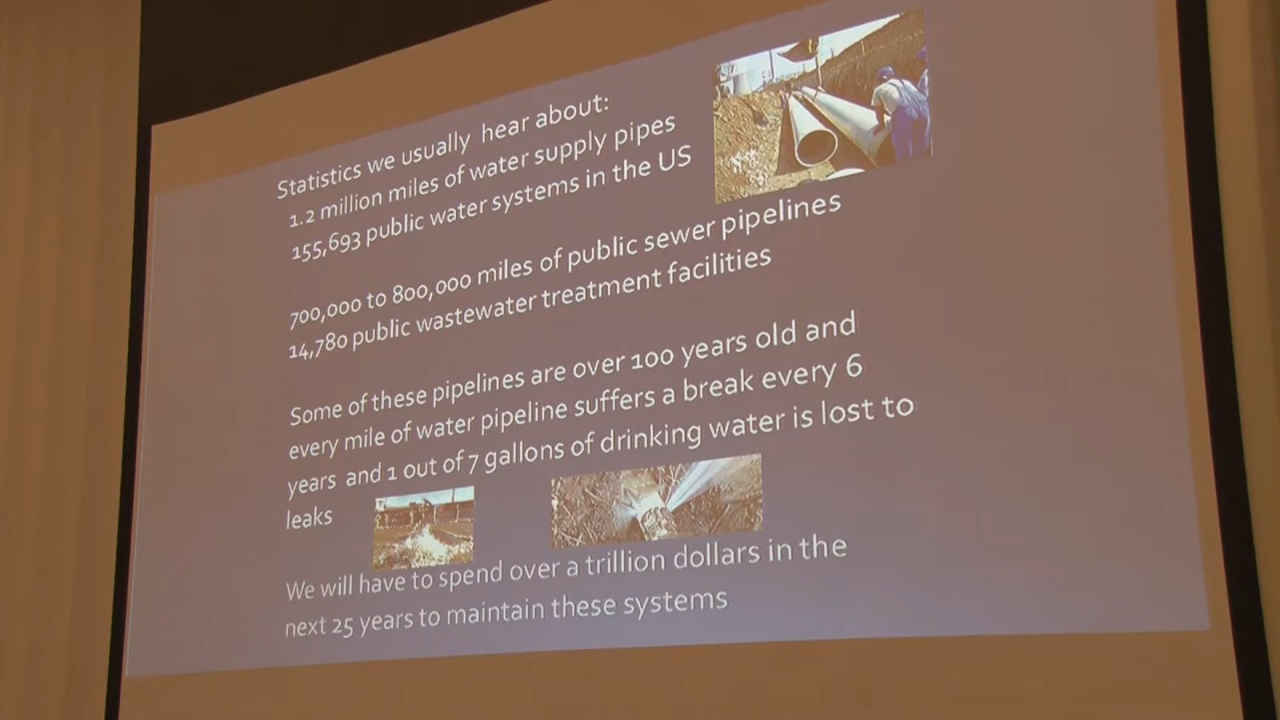 Statistics we usually hear about:
1.2 million miles of water supply pipes
155,693 public water systems in the US
700,000 to 800,000 miles of public sewer pipelines
14,780 public wastewater treatment facilities
Some of these pipelines are over 100 years old and
every mile of water pipeline suffers a break every 6
years and 1 out of 7 gallons of drinking water is lost to
leaks
We will have to spend over a trillion dollars in the
next 25 years to maintain these systems